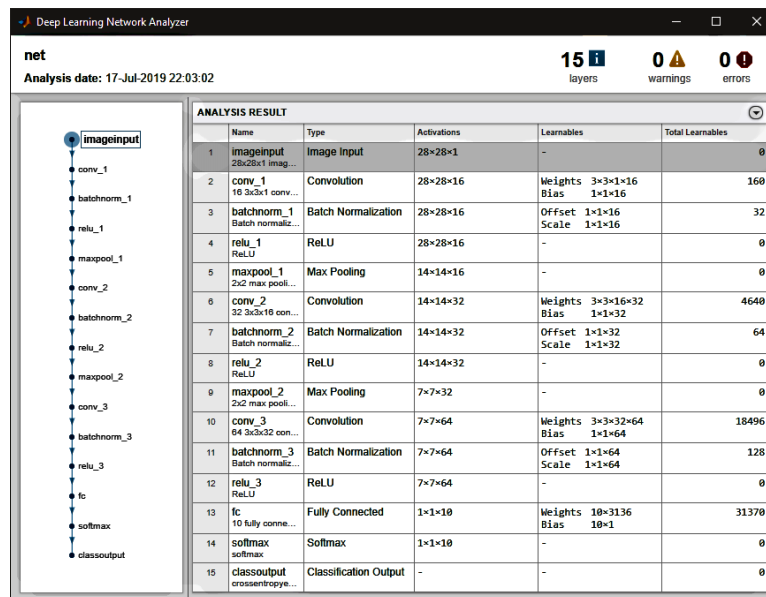 Deep Learning Network Analyzer
net
Analysis date: 17-Jul-2019 22:03:02
15 i
layers
0
warnings
0
errors
imageinput
conv_1
batchnorm_1
relu_1
maxpool_1
conv_2
batchnorm_2
relu_2
maxpool_2
conv_3
batchnorm_3
relu_3
fc
softmax
classoutput
ANALYSIS RESULT
Name Type Activations Learnables Total Learnables
1 imageinput Image Input 28×28×1 - 0
28x28x1 imag...
2 conv_1 Convolution 28×28×16 Weights 3×3×1×16 160
16 3x3x1 conv... Bias 1×1×16
3 batchnorm_1 Batch Normalization 28×28×16 Offset 1×1×16 32
Batch normaliz... Scale 1×1×16
4 relu_1 ReLU 28×28×16 - 0
ReLU
5 maxpool_1 Max Pooling 14×14×16 - 0
2x2 max pooli...
6 conv_2 Convolution 14×14×32 Weights 3×3×16×32 4640
32 3x3x16 con... Bias 1×1×32
7 batchnorm_2 Batch Normalization 14×14×32 Offset 1×1×32 64
Batch normaliz... Scale 1×1×32
8 relu_2 ReLU 14×14×32 - 0
ReLU
9 maxpool_2 Max Pooling 7×7×32 - 0
2x2 max pooli...
10 conv_3 Convolution 7×7×64 Weights 3×3×32×64 18496
64 3x3x32 con... Bias 1×1×64
11 batchnorm_3 Batch Normalization 7×7×64 Offset 1×1×64 128
Batch normaliz... Scale 1×1×64
12 relu_3 ReLU 7×7×64 - 0
ReLU
13 fc Fully Connected 1×1×10 Weights 10×3136 31370
10 fully conne... Bias 10×1
14 softmax Softmax 1×1×10 - 0
softmax
15 classoutput Classification Output - - 0
crossentropye...